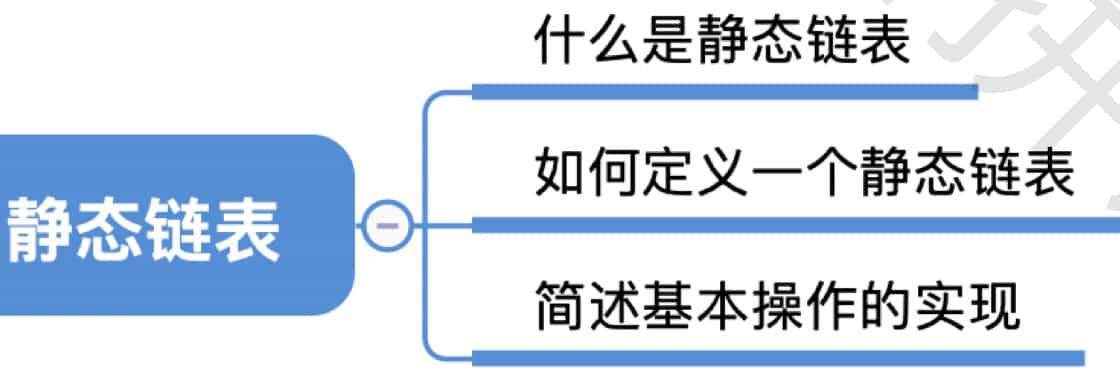 什么是静态链表
如何定义一个静态链表
静态链表
简述基本操作的实现